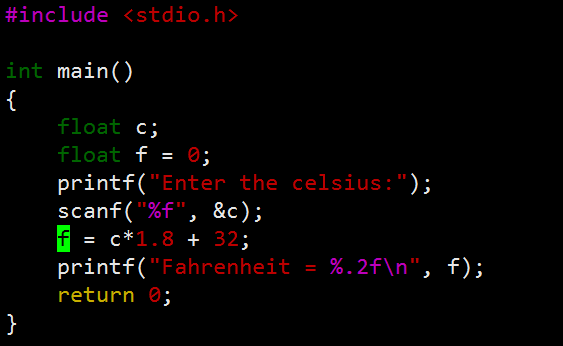 #include <stdio.h>
int main()
{
    float c;
    float f = 0;
    printf("Enter the celsius:");
    scanf("%f", &c);
    f = c*1.8 + 32;
    printf("Fahrenheit = %.2f\n", f);
    return 0;
}